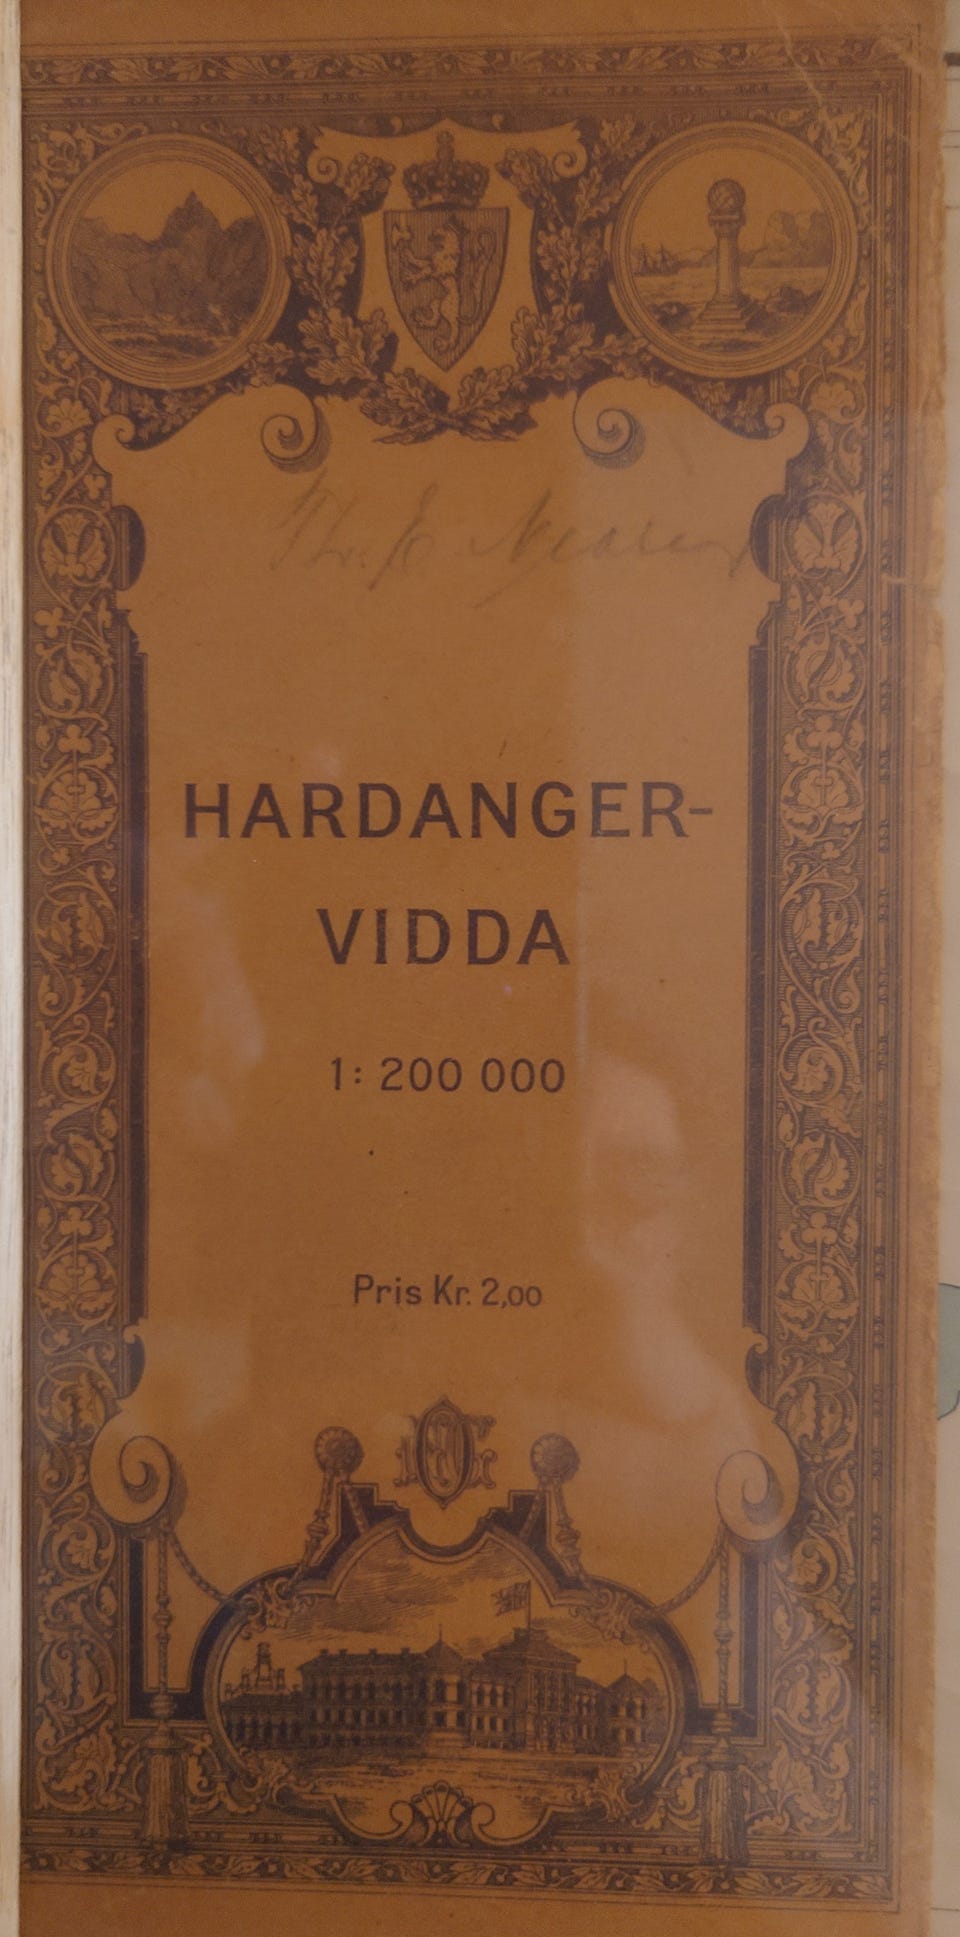 HARDANGER-
VIDDA
1: 200 000
Pris Kr. 2,00